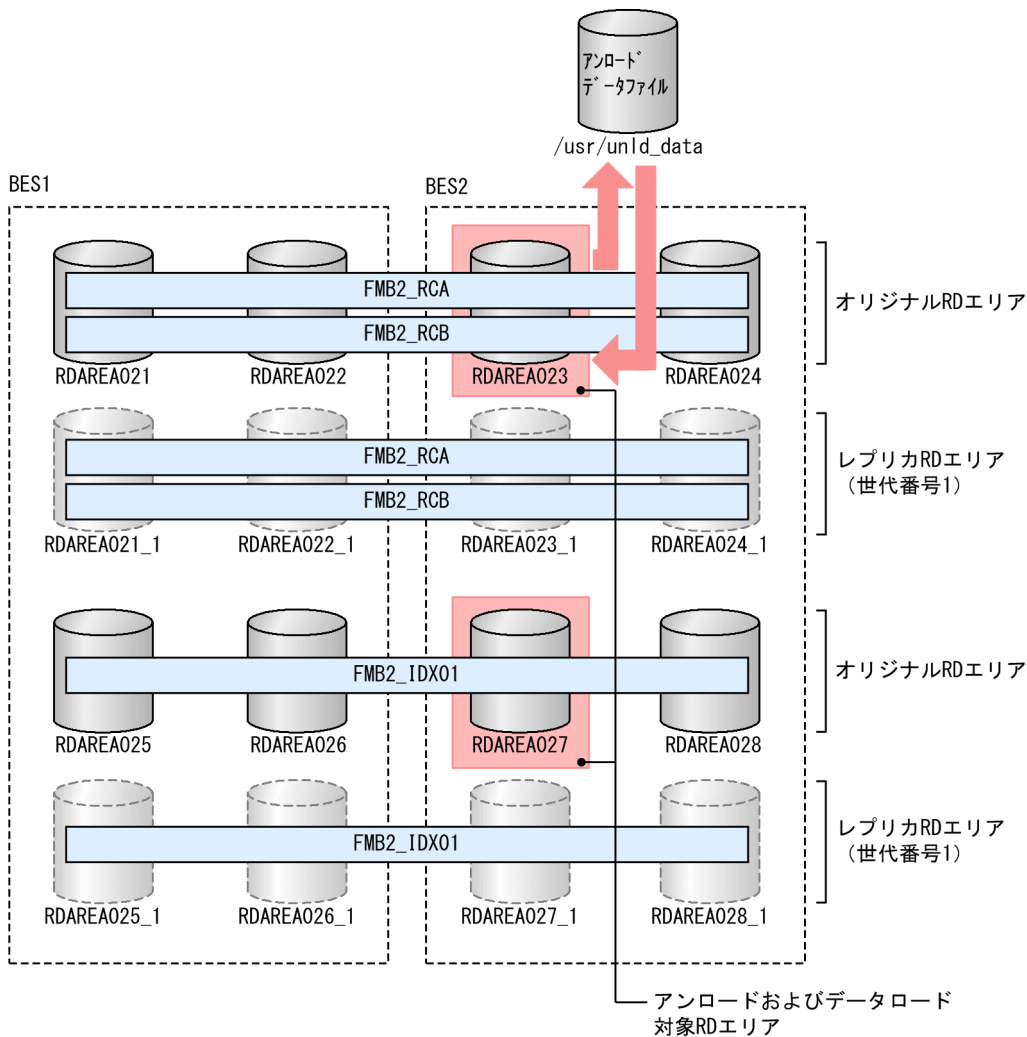 ｱﾝﾛｰﾄﾞ
ﾃﾞｰﾀﾌｧｲﾙ
/usr/unld_data
BES1
BES2
FMB2_RCA
FMB2_RCB
RDAREA021
RDAREA022
RDAREA023
RDAREA024
オリジナルRDエリア
FMB2_RCA
FMB2_RCB
RDAREA021_1
RDAREA022_1
RDAREA023_1
RDAREA024_1
レプリカRDエリア
（世代番号1）
FMB2_IDX01
RDAREA025
RDAREA026
RDAREA027
RDAREA028
オリジナルRDエリア
FMB2_IDX01
RDAREA025_1
RDAREA026_1
RDAREA027_1
RDAREA028_1
レプリカRDエリア
（世代番号1）
アンロードおよびデータロード
対象RDエリア